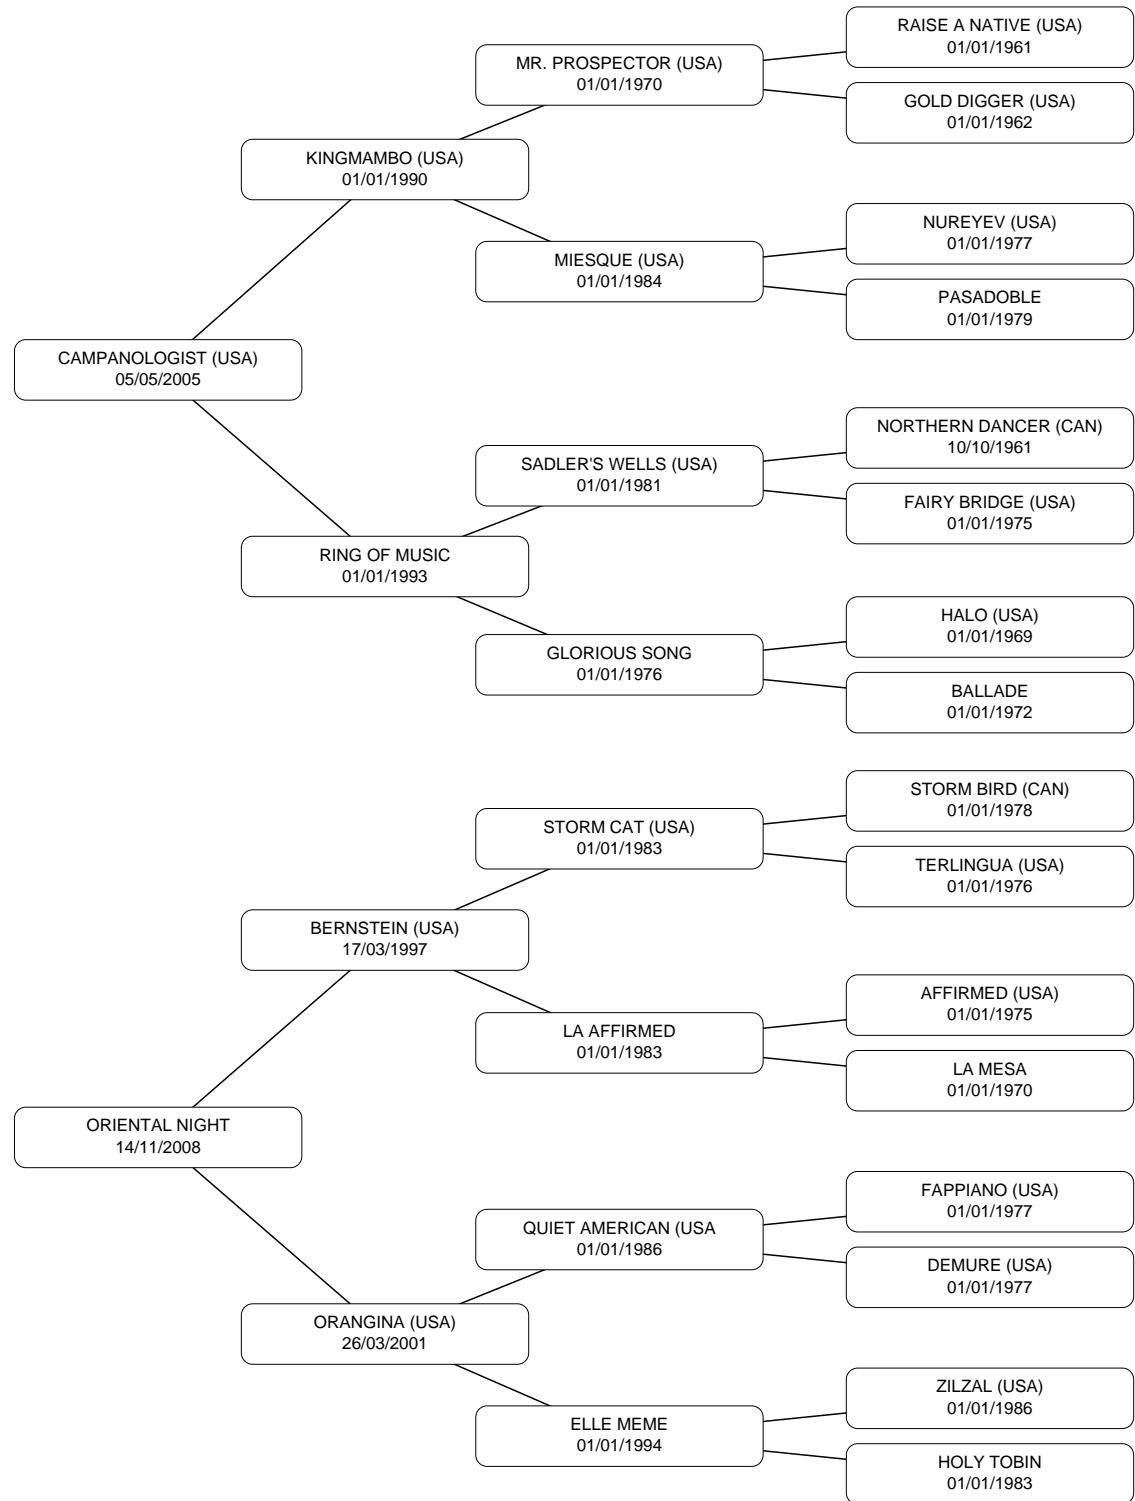 RAISE A NATIVE (USA)
01/01/1961
MR. PROSPECTOR (USA)
01/01/1970
GOLD DIGGER (USA)
01/01/1962
KINGMAMBO (USA)
01/01/1990
NUREYEV (USA)
01/01/1977
MIESQUE (USA)
01/01/1984
PASADOBLE
01/01/1979
CAMPANOLOGIST (USA)
05/05/2005
NORTHERN DANCER (CAN)
10/10/1961
SADLER'S WELLS (USA)
01/01/1981
FAIRY BRIDGE (USA)
01/01/1975
RING OF MUSIC
01/01/1993
HALO (USA)
01/01/1969
GLORIOUS SONG
01/01/1976
BALLADE
01/01/1972
STORM BIRD (CAN)
01/01/1978
STORM CAT (USA)
01/01/1983
TERLINGUA (USA)
01/01/1976
BERNSTEIN (USA)
17/03/1997
AFFIRMED (USA)
01/01/1975
LA AFFIRMED
01/01/1983
LA MESA
01/01/1970
ORIENTAL NIGHT
14/11/2008
FAPPIANO (USA)
01/01/1977
QUIET AMERICAN (USA
01/01/1986
DEMURE (USA)
01/01/1977
ORANGINA (USA)
26/03/2001
ZILZAL (USA)
01/01/1986
ELLE MEME
01/01/1994
HOLY TOBIN
01/01/1983